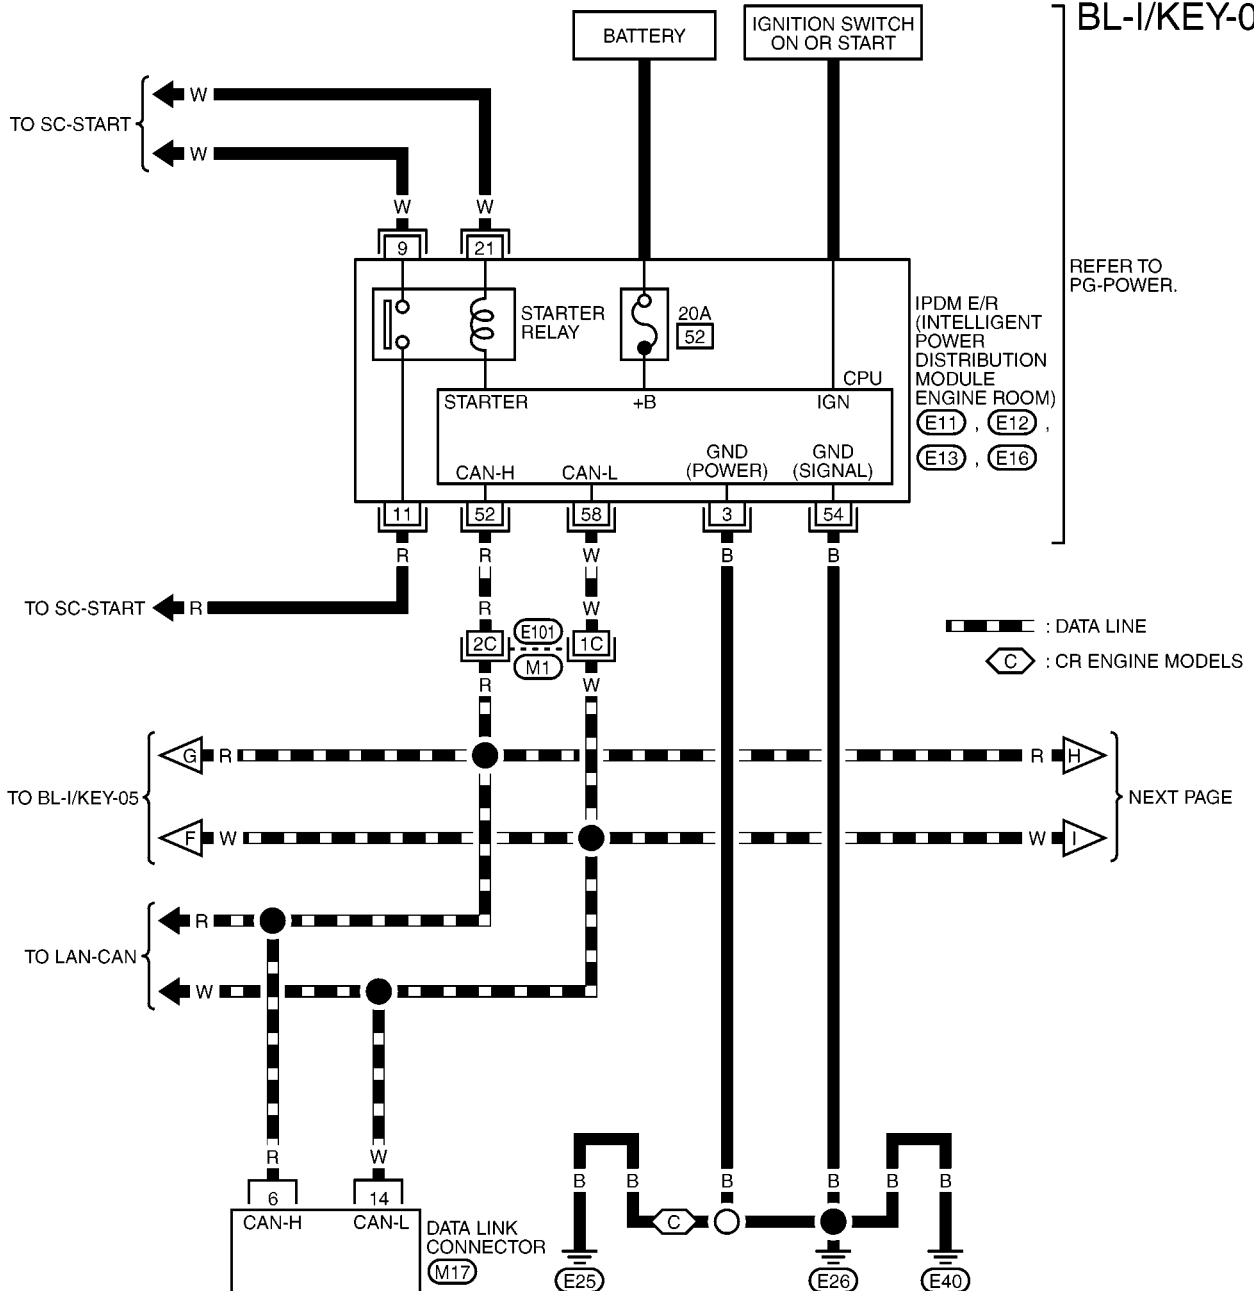 BL-I/KEY-0
BATTERY
IGNITION SWITCH
ON OR START
W
TO SC-START
W
W
W
9
21
REFER TO
PG-POWER.
STARTER
RELAY
20A
52
IPDM E/R
(INTELLIGENT
POWER
DISTRIBUTION
MODULE
ENGINE ROOM)
E11 , E12 ,
E13 , E16
CPU
STARTER
+B
IGN
CAN-H
CAN-L
GND
(POWER)
GND
(SIGNAL)
11
52
58
3
54
R
R
W
B
B
TO SC-START
R
R
W
2C
E101
M1
1C
R
W
: DATA LINE
C : CR ENGINE MODELS
G R
R H
TO BL-I/KEY-05
NEXT PAGE
F W
W I
R
TO LAN-CAN
W
R
W
6
14
CAN-H
CAN-L
DATA LINK
CONNECTOR
M17
B
B
B
B
B
B
C
E25
E26
E40